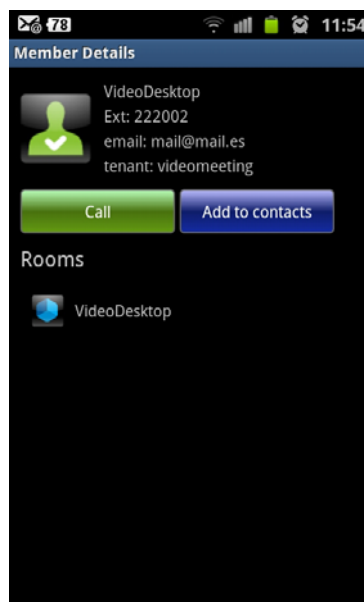 78 11:54
Member Details
VideoDesktop
Ext: 222002
email: mail@mail.es
tenant: videomeeting
Call Add to contacts
Rooms
VideoDesktop